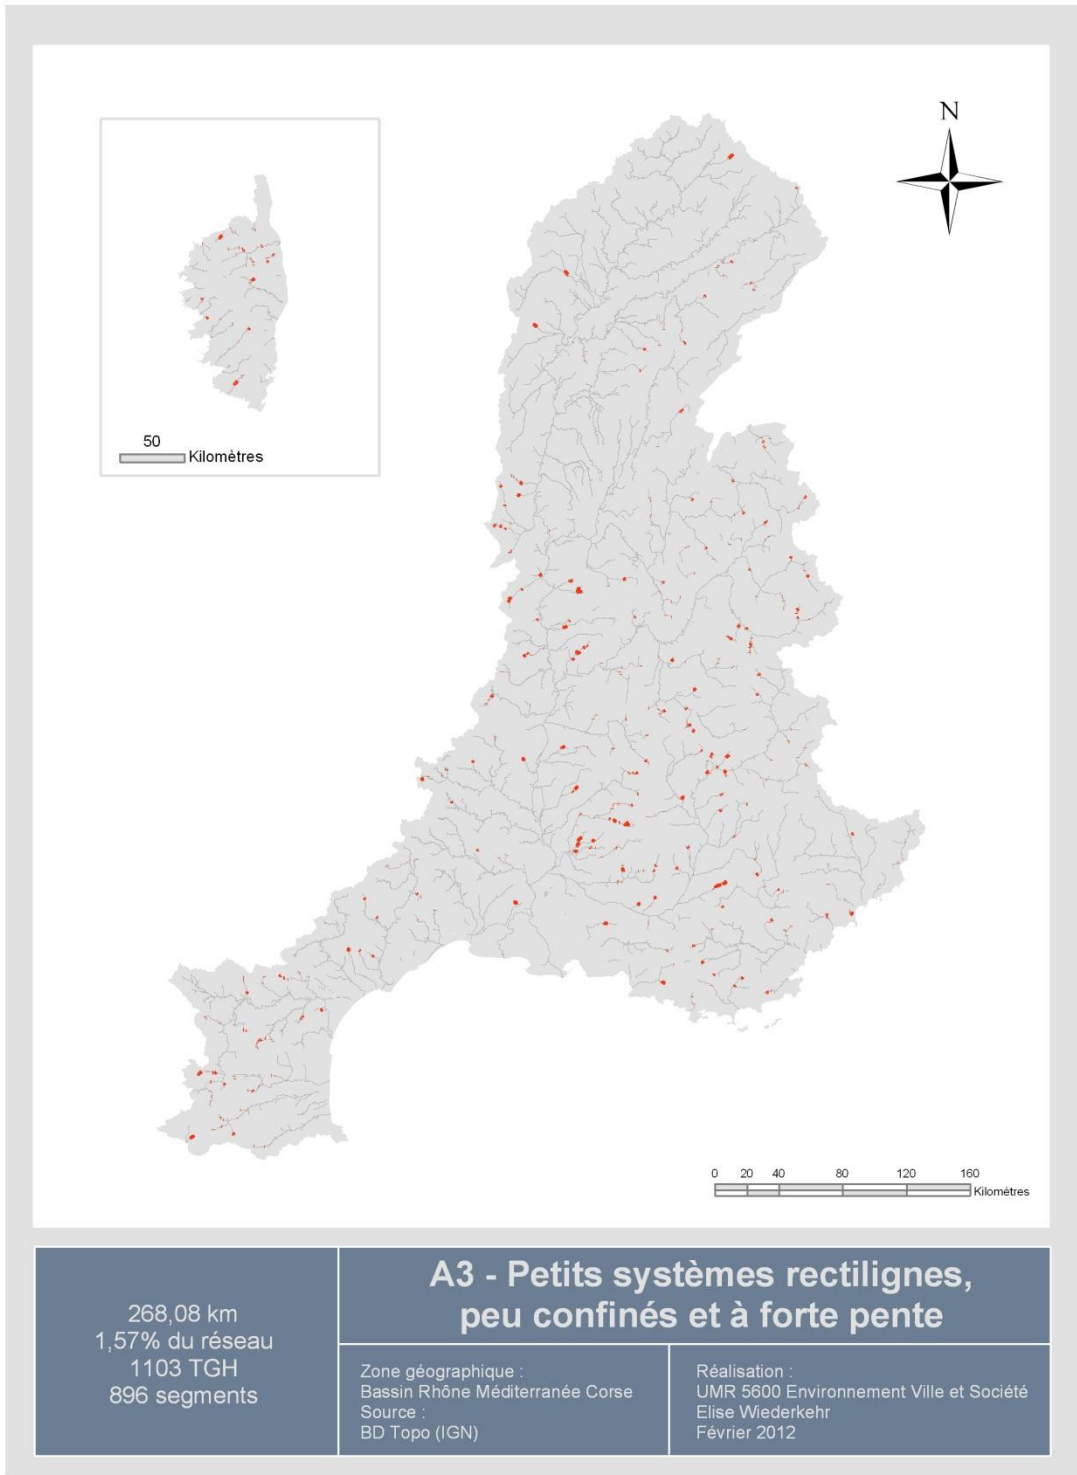 N
50
Kilomètres
0 20 40 80 120 160
Kilomètres
268,08 km
1,57% du réseau
1103 TGH
896 segments
A3 - Petits systèmes rectilignes,
peu confinés et à forte pente
Zone géographique :
Bassin Rhône Méditerranée Corse
Source :
BD Topo (IGN)
Réalisation :
UMR 5600 Environnement Ville et Société
Elise Wiederkehr
Février 2012